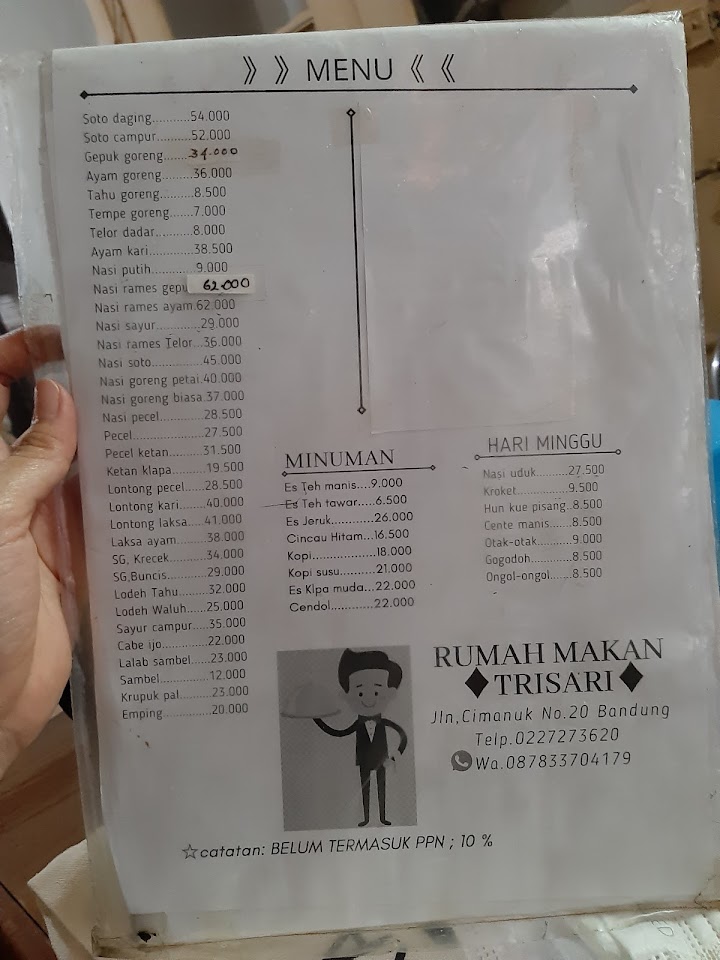 》 》 MENU 《 《
Soto daging..........54.000
Soto campur.........52.000
Gepuk goreng.......34.000
Ayam goreng..........36.000
Tahu goreng..........8.500
Tempe goreng.......7.000
Telor dadar...........8.000
Ayam kari.............38.500
Nasi putih.............9.000
Nasi rames gepu 62.000
Nasi rames ayam.62.000
Nasi sayur............29.000
Nasi rames Telor...36.000
Nasi soto..............45.000
Nasi goreng petai.40.000
Nasi goreng biasa.37.000
Nasi pecel............28.500
Pecel....................27.500
Pecel ketan..........31.500
Ketan klapa..........19.500
Lontong pecel......28.500
Lontong kari.........40.000
Lontong laksa.....41.000
Laksa ayam..........38.000
SG, Krecek...........34.000
SG,Buncis.............29.000
Lodeh Tahu..........32.000
Lodeh Waluh.......25.000
Sayur campur......35.000
Cabe ijo...............22.000
Lalab sambel......23.000
Sambel................12.000
Krupuk pal...........23.000
Emping................20.000
MINUMAN
Es Teh manis....9.000
Es Teh tawar....6.500
Es Jeruk...........26.000
Cincau Hitam...16.500
Kopi..................18.000
Kopi susu..........21.000
Es Klpa muda...22.000
Cendol.............22.000
HARI MINGGU
Nasi uduk.........27.500
Kroket...............9.500
Hun kue pisang..8.500
Cente manis......8.500
Otak-otak..........9.000
Gogodoh...........8.500
Ongol-ongol.....8.500
RUMAH MAKAN
♦TRISARI♦
Jln,Cimanuk No.20 Bandung
Telp.0227273620
Wa.087833704179
☆catatan: BELUM TERMASUK PPN ; 10 %